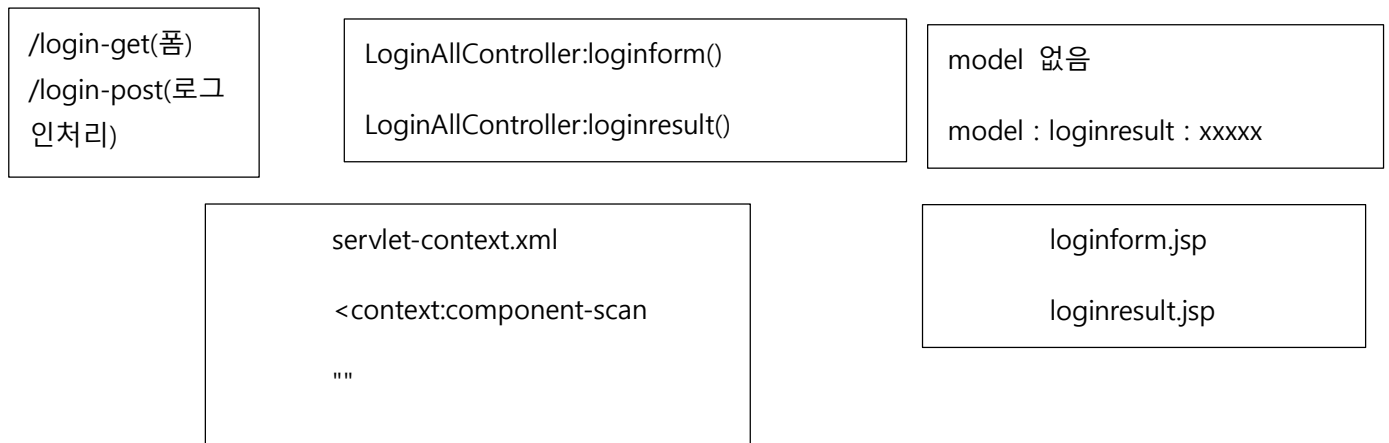 /login-get(폼)
/login-post(로그
인처리)
LoginAllController:loginform()
LoginAllController:loginresult()
model 없음
model : loginresult : xxxxx
servlet-context.xml
<context:component-scan
""
loginform.jsp
loginresult.jsp